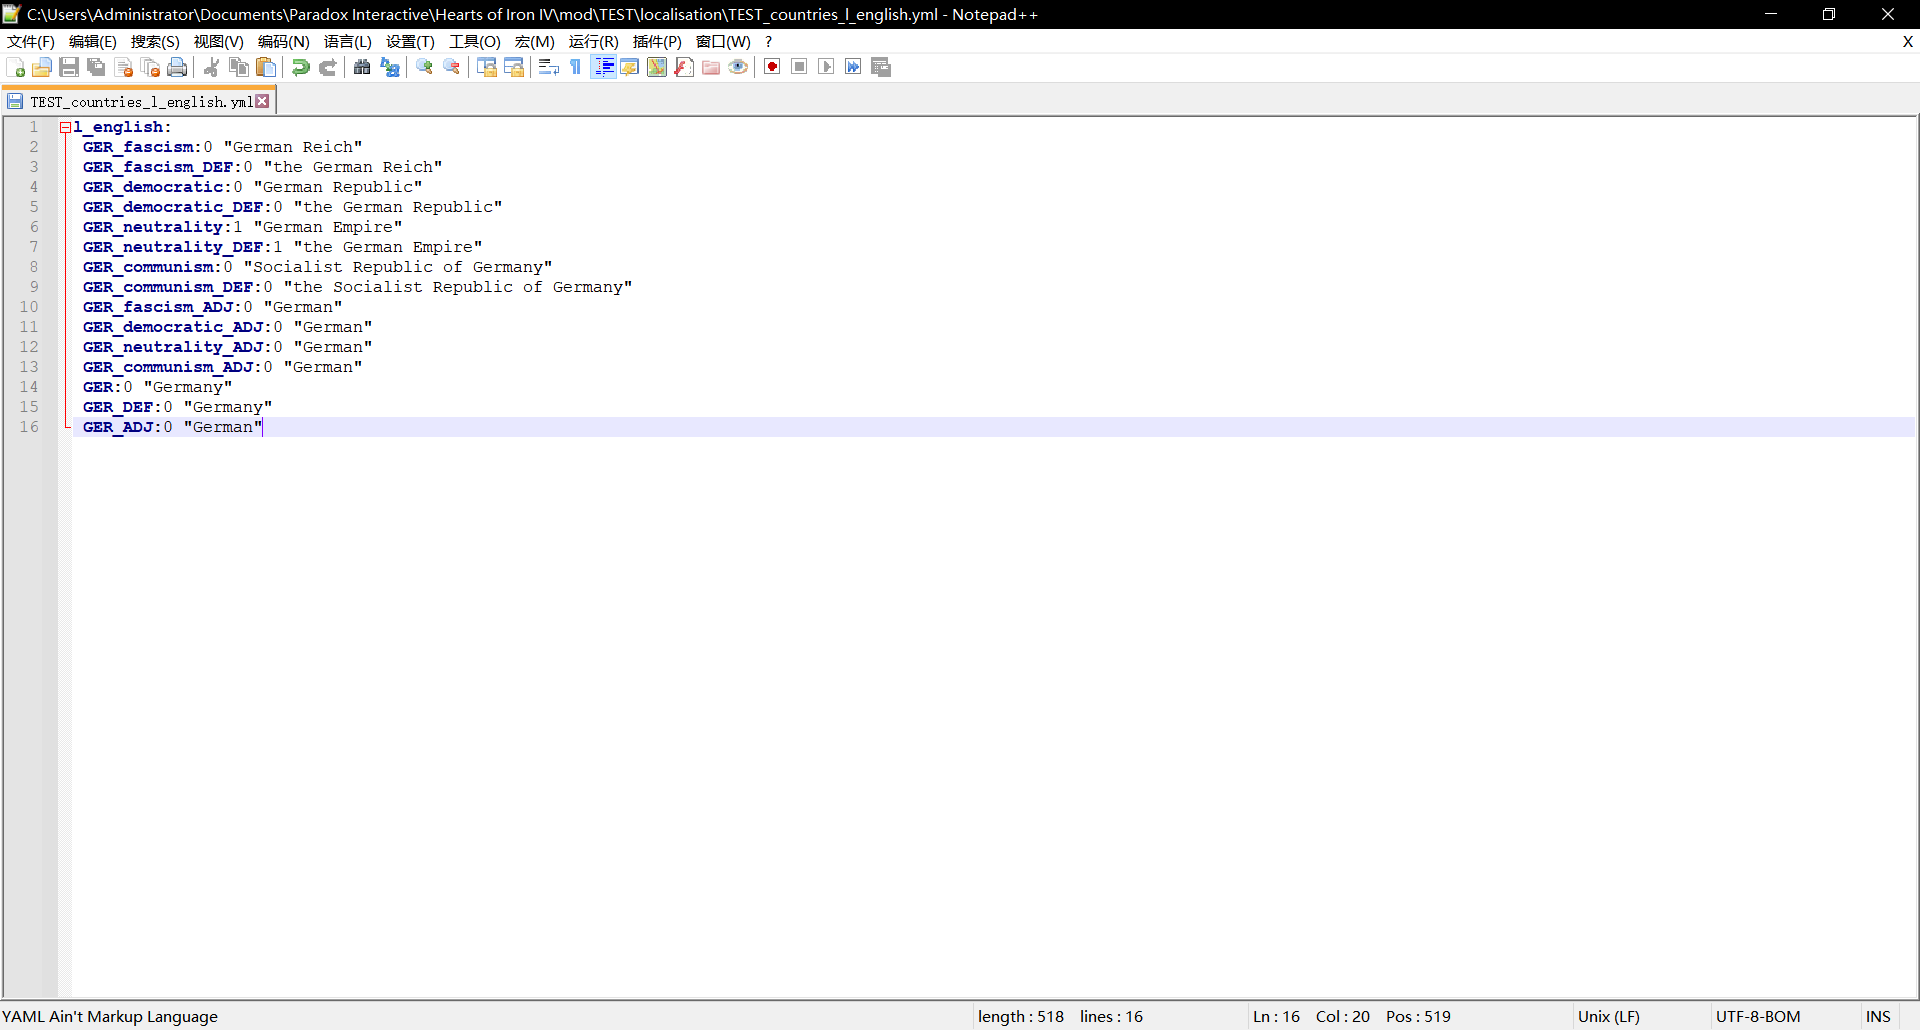 C:\Users\Administrator\Documents\Paradox Interactive\Hearts of Iron IV\mod\TEST\localisation\TEST_countries_l_english.yml - Notepad++
文件(F) 编辑(E) 搜索(S) 视图(V) 编码(N) 语言(L) 设置(T) 工具(O) 宏(M) 运行(R) 插件(P) 窗口(W) ? X
TEST_countries_l_english.yml
1 l_english:
2 GER_fascism:0 "German Reich"
3 GER_fascism_DEF:0 "the German Reich"
4 GER_democratic:0 "German Republic"
5 GER_democratic_DEF:0 "the German Republic"
6 GER_neutrality:1 "German Empire"
7 GER_neutrality_DEF:1 "the German Empire"
8 GER_communism:0 "Socialist Republic of Germany"
9 GER_communism_DEF:0 "the Socialist Republic of Germany"
10 GER_fascism_ADJ:0 "German"
11 GER_democratic_ADJ:0 "German"
12 GER_neutrality_ADJ:0 "German"
13 GER_communism_ADJ:0 "German"
14 GER:0 "Germany"
15 GER_DEF:0 "Germany"
16 GER_ADJ:0 "German"
YAML Ain't Markup Language length : 518 lines : 16 Ln : 16 Col : 20 Pos : 519 Unix (LF) UTF-8-BOM INS